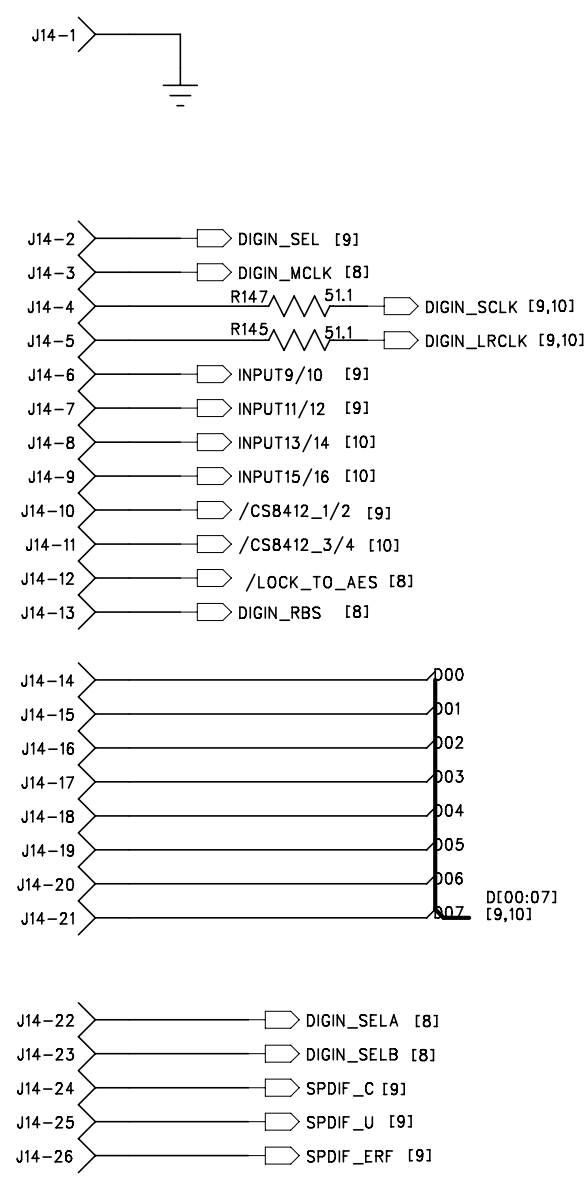 J14-1
J14-2 DIGIN_SEL [9]
J14-3 DIGIN_MCLK [8]
J14-4 R147 51.1 DIGIN_SCLK [9,10]
J14-5 R145 51.1 DIGIN_LRCLK [9,10]
J14-6 INPUT9/10 [9]
J14-7 INPUT11/12 [9]
J14-8 INPUT13/14 [10]
J14-9 INPUT15/16 [10]
J14-10 /CS8412_1/2 [9]
J14-11 /CS8412_3/4 [10]
J14-12 /LOCK_TO_AES [8]
J14-13 DIGIN_RBS [8]
J14-14 D00
J14-15 D01
J14-16 D02
J14-17 D03
J14-18 D04
J14-19 D05
J14-20 D06
D[00:07]
J14-21 D07 [9,10]
J14-22 DIGIN_SELA [8]
J14-23 DIGIN_SELB [8]
J14-24 SPDIF_C [9]
J14-25 SPDIF_U [9]
J14-26 SPDIF_ERF [9]